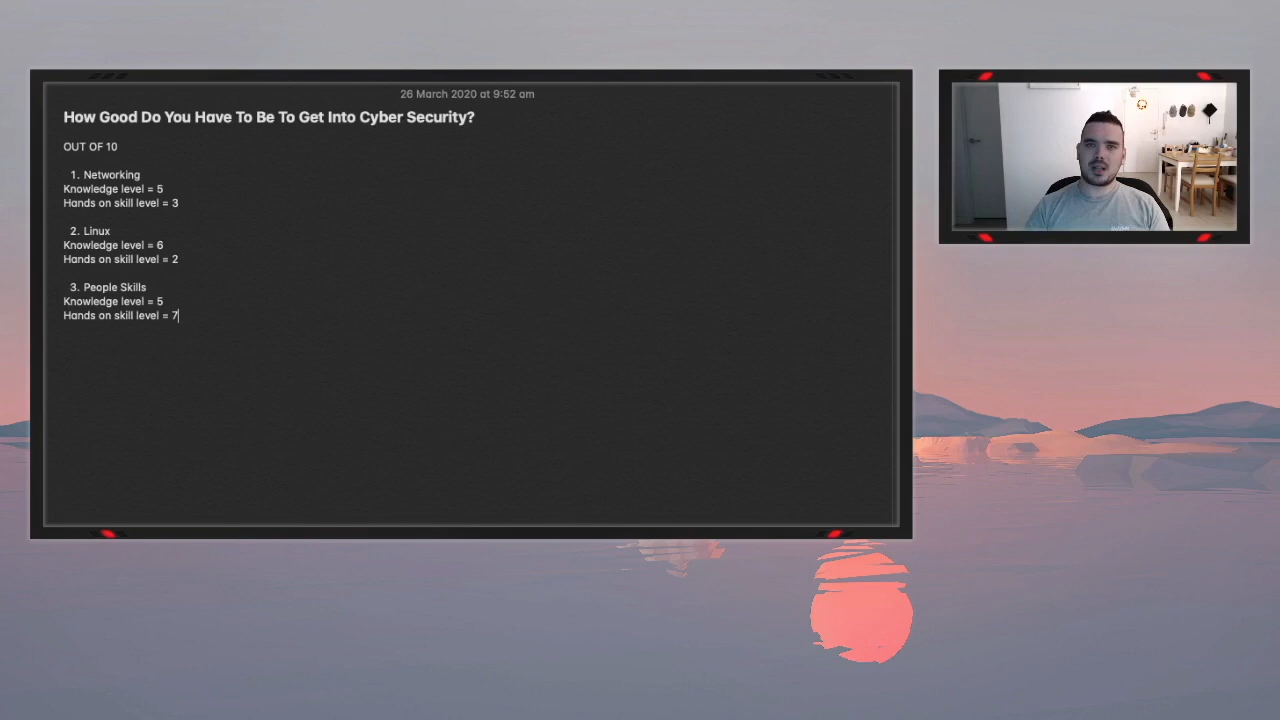 26 March 2020 at 9:52 am
How Good Do You Have To Be To Get Into Cyber Security?
OUT OF 10
1. Networking
Knowledge level = 5
Hands on skill level = 3
2. Linux
Knowledge level = 6
Hands on skill level = 2
3. People Skills
Knowledge level = 5
Hands on skill level = 7